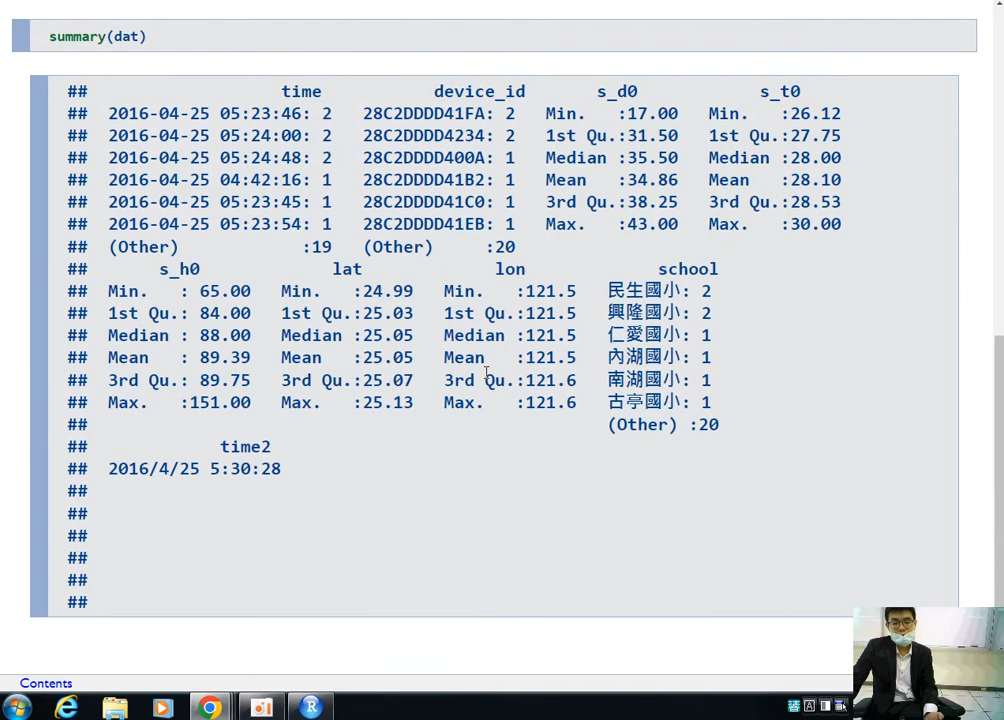 summary(dat)
## time device_id s_d0 s_t0
## 2016-04-25 05:23:46: 2 28C2DDDD41FA: 2 Min. :17.00 Min. :26.12
## 2016-04-25 05:24:00: 2 28C2DDDD4234: 2 1st Qu.:31.50 1st Qu.:27.75
## 2016-04-25 05:24:48: 2 28C2DDDD400A: 1 Median :35.50 Median :28.00
## 2016-04-25 04:42:16: 1 28C2DDDD41B2: 1 Mean :34.86 Mean :28.10
## 2016-04-25 05:23:45: 1 28C2DDDD41C0: 1 3rd Qu.:38.25 3rd Qu.:28.53
## 2016-04-25 05:23:54: 1 28C2DDDD41EB: 1 Max. :43.00 Max. :30.00
## (Other) :19 (Other) :20
## s_h0 lat lon school
## Min. : 65.00 Min. :24.99 Min. :121.5 民生國小: 2
## 1st Qu.: 84.00 1st Qu.:25.03 1st Qu.:121.5 興隆國小: 2
## Median : 88.00 Median :25.05 Median :121.5 仁愛國小: 1
## Mean : 89.39 Mean :25.05 Mean :121.5 內湖國小: 1
## 3rd Qu.: 89.75 3rd Qu.:25.07 3rd Qu.:121.6 南湖國小: 1
## Max. :151.00 Max. :25.13 Max. :121.6 古亭國小: 1
## (Other) :20
## time2
## 2016/4/25 5:30:28
##
##
##
##
##
##
Contents